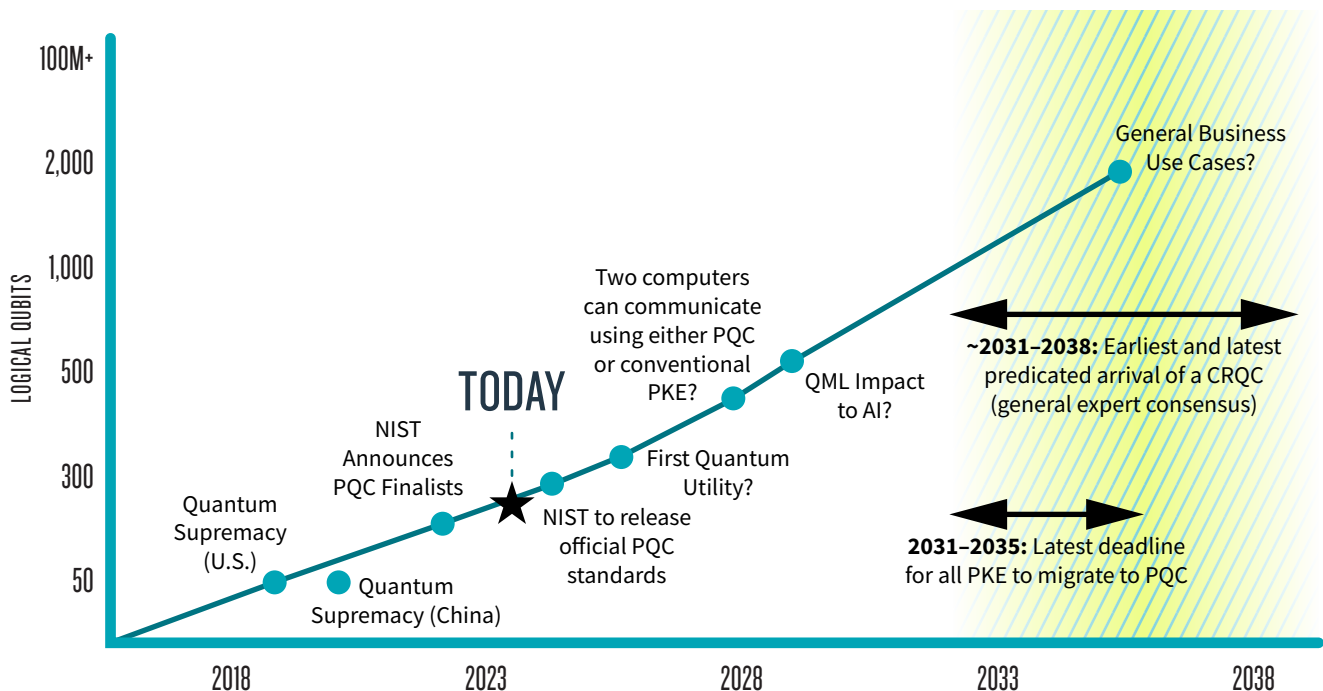 100M+
2,000
1,000
500
300
50
LOGICAL QUBITS
General Business
Use Cases?
Two computers
can communicate
using either PQC
or conventional
PKE?
~2031–2038: Earliest and latest
predicated arrival of a CRQC
(general expert consensus)
QML Impact
to AI?
TODAY
NIST
Announces
PQC Finalists
First Quantum
Utility?
Quantum
Supremacy
(U.S.)
NIST to release
official PQC
standards
2031–2035: Latest deadline
for all PKE to migrate to PQC
Quantum
Supremacy (China)
2018
2023
2028
2033
2038